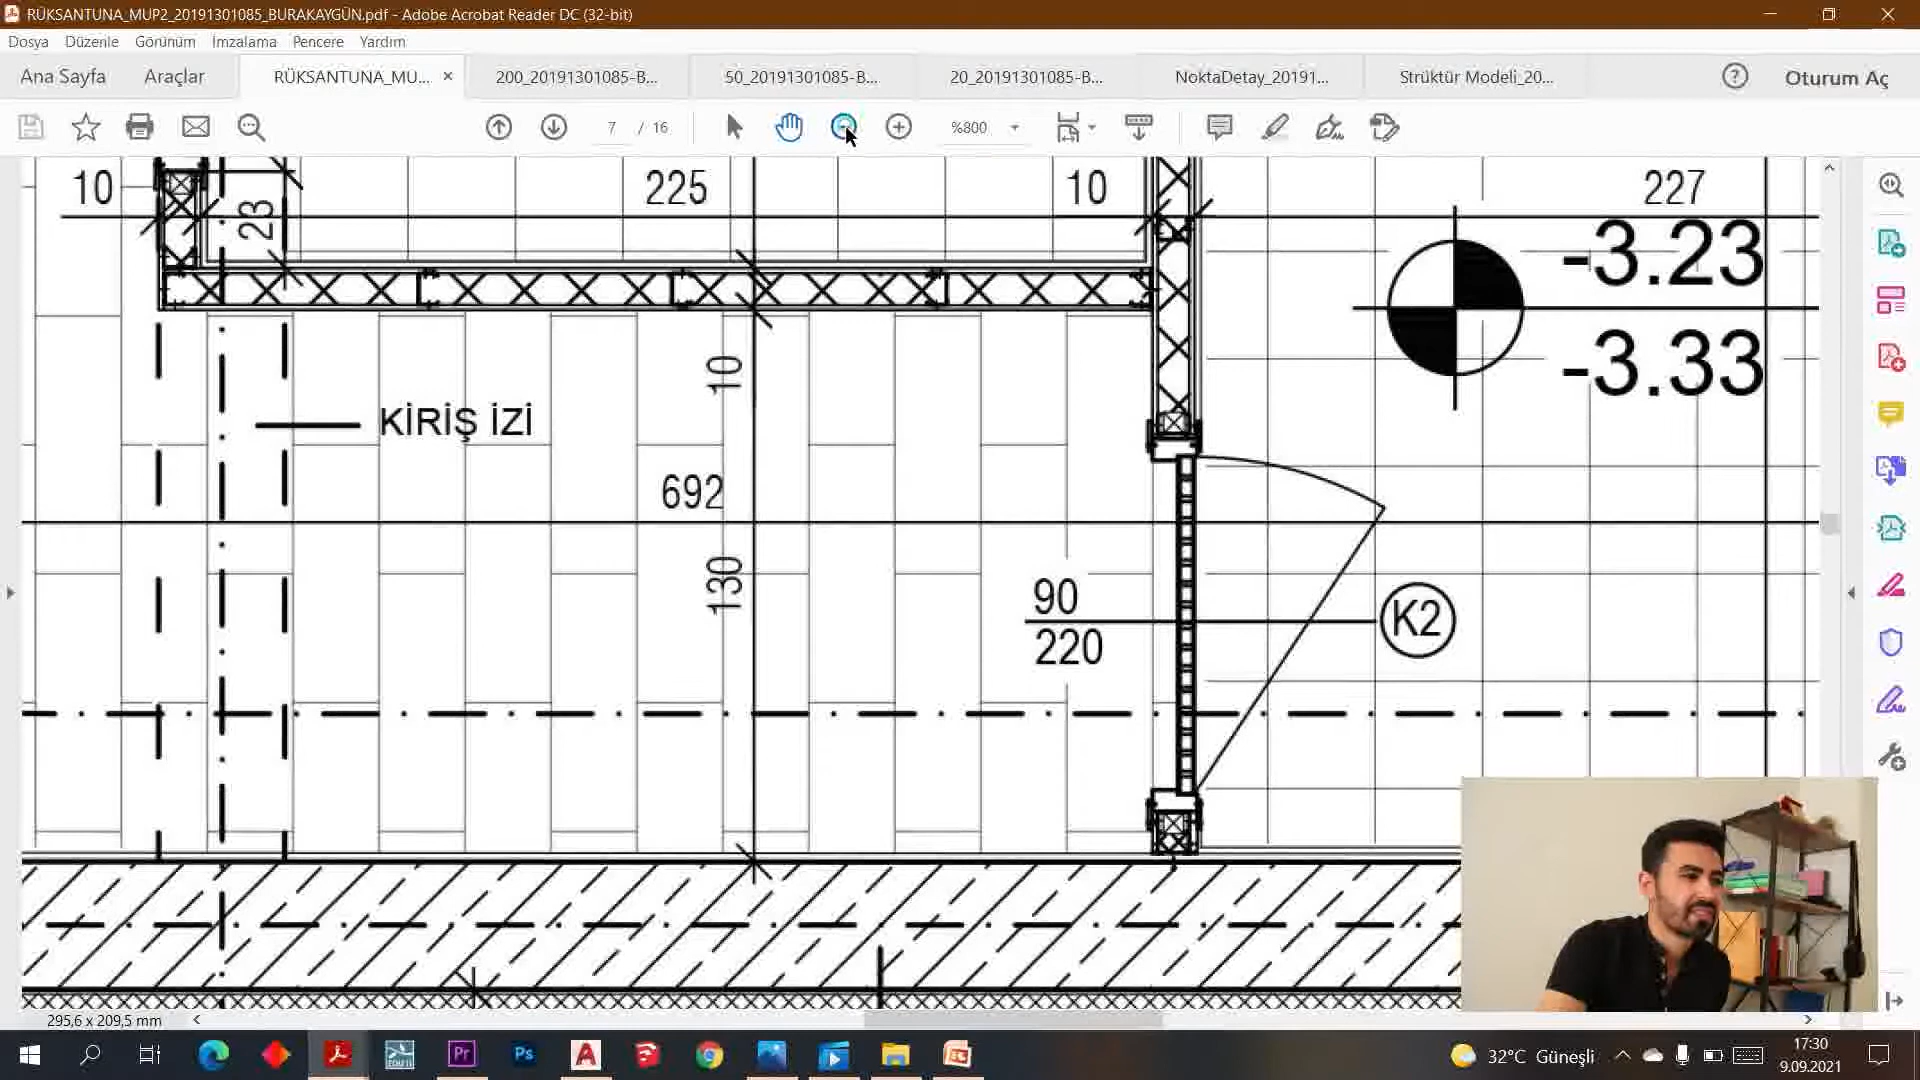 RÜKSANTUNA_MUP2_20191301085_BURAKAYGÜN.pdf - Adobe Acrobat Reader DC (32-bit)
Dosya Düzenle Görünüm İmzalama Pencere Yardım
Ana Sayfa Araçlar RÜKSANTUNA_MU... × 200_20191301085-B... 50_20191301085-B... 20_20191301085-B... NoktaDetay_20191... Strüktür Modeli_20... ? Oturum Aç
7 / 16 %800
10 225 10 227
23
-3.23
-3.33
10
KİRİŞ İZİ
692
130
90
220
K2
295,6 x 209,5 mm
Pr Ps
32°C Güneşli
17:30
9.09.2021